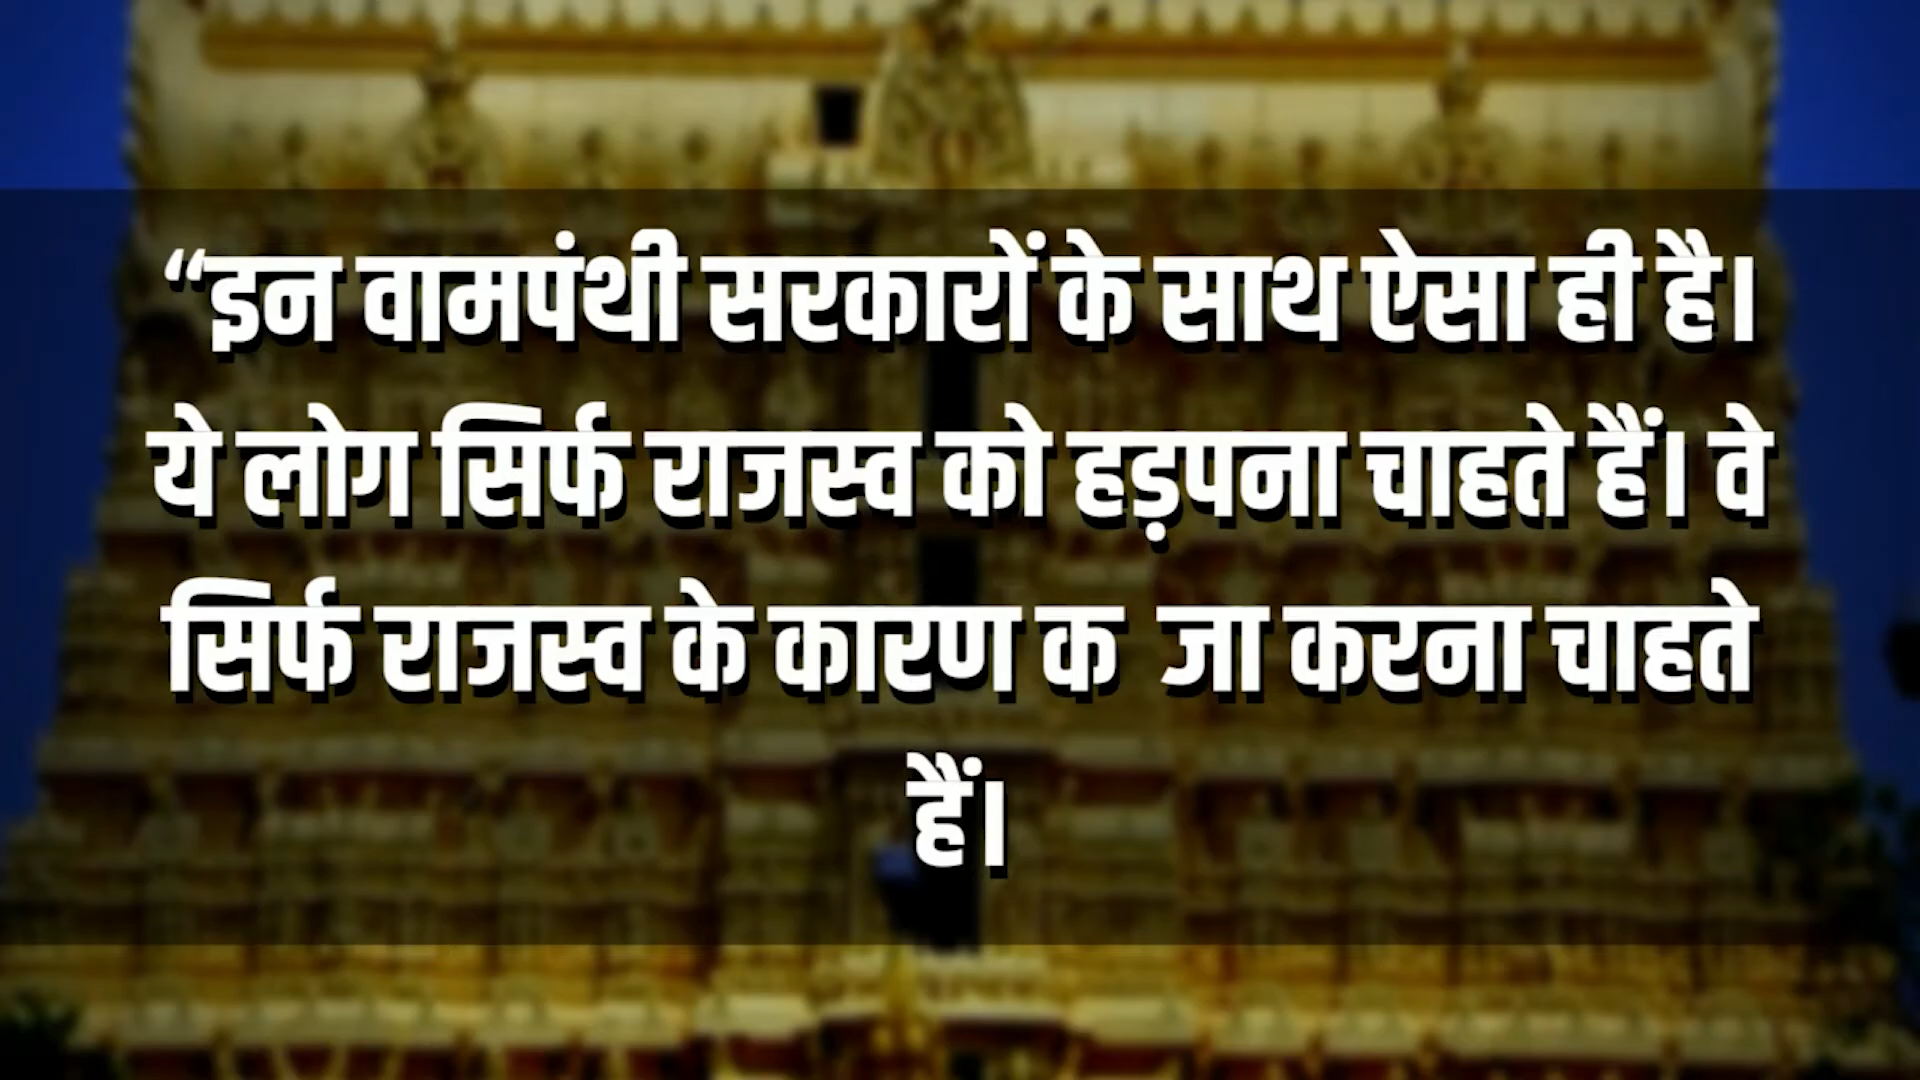 “इन वामपंथी सरकारों के साथ ऐसा ही है।
ये लोग सिर्फ राजस्व को हड़पना चाहते हैं। वे
सिर्फ राजस्व के कारण क जा करना चाहते
हैं।